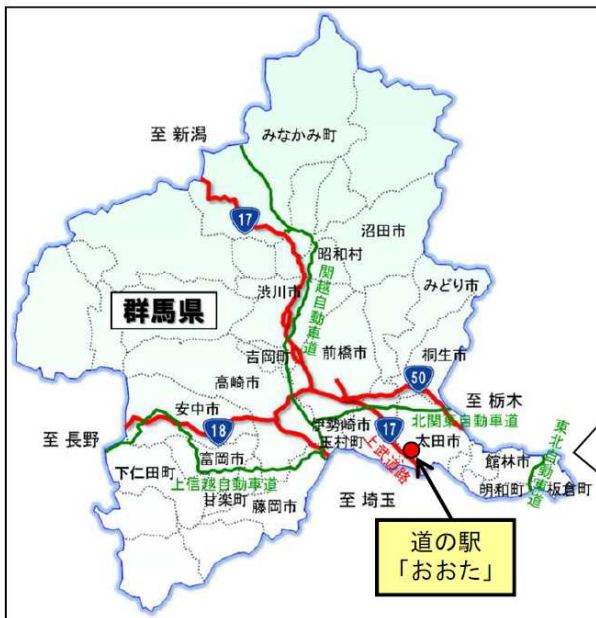 至 新潟
みなかみ町
17
沼田市
昭和村
関越自動車道
渋川市
みどり市
群馬県
吉岡町
前橋市
桐生市
高崎市
50
至 栃木
安中市
北関東自動車道
伊勢崎市
17
至 長野
18
玉村町
太田市
東北自動車道
富岡市
上武道路
館林市
下仁田町
上信越自動車道
明和町
板倉町
甘楽町
至 埼玉
藤岡市
道の駅
「おおた」